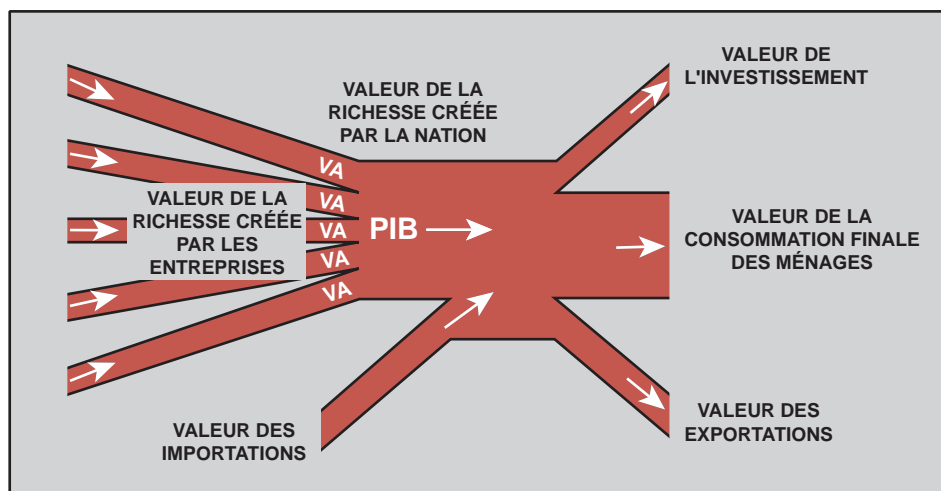 VALEUR DE
L'INVESTISSEMENT
VALEUR DE LA
RICHESSE CRÉÉE
PAR LA NATION
VA
VA
VA
VA
VA
VALEUR DE LA
RICHESSE CRÉÉE
PAR LES
ENTREPRISES
PIB
VALEUR DE LA
CONSOMMATION FINALE
DES MÉNAGES
VALEUR DES
IMPORTATIONS
VALEUR DES
EXPORTATIONS